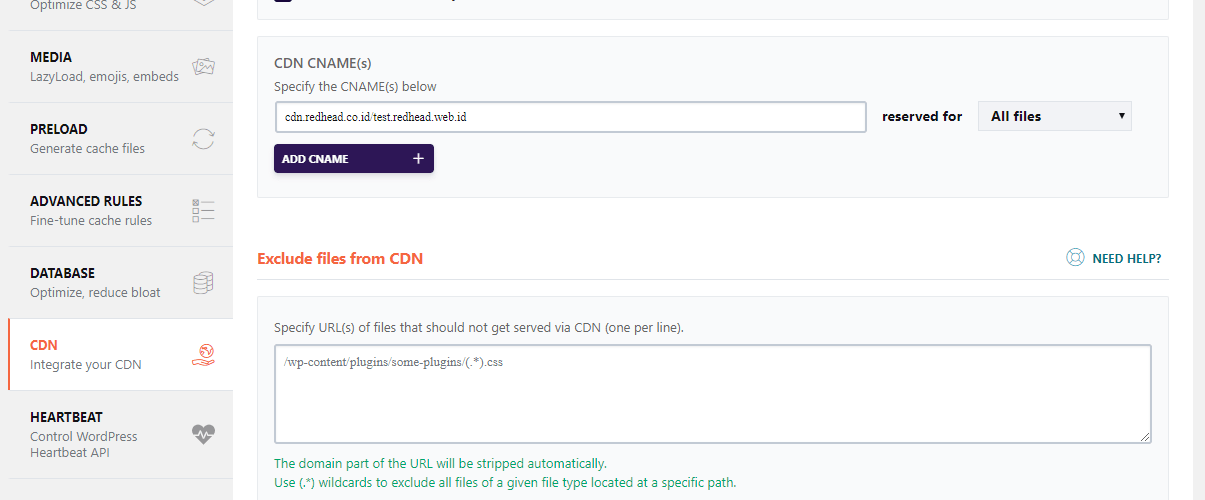 Optimize CSS & JS
MEDIA
LazyLoad, emojis, embeds
PRELOAD
Generate cache files
ADVANCED RULES
Fine-tune cache rules
DATABASE
Optimize, reduce bloat
CDN
Integrate your CDN
HEARTBEAT
Control WordPress
Heartbeat API
CDN CNAME(s)
Specify the CNAME(s) below
cdn.redhead.co.id/test.redhead.web.id reserved for All files
ADD CNAME +
Exclude files from CDN NEED HELP?
Specify URL(s) of files that should not get served via CDN (one per line).
/wp-content/plugins/some-plugins/(.*).css
The domain part of the URL will be stripped automatically.
Use (.*) wildcards to exclude all files of a given file type located at a specific path.